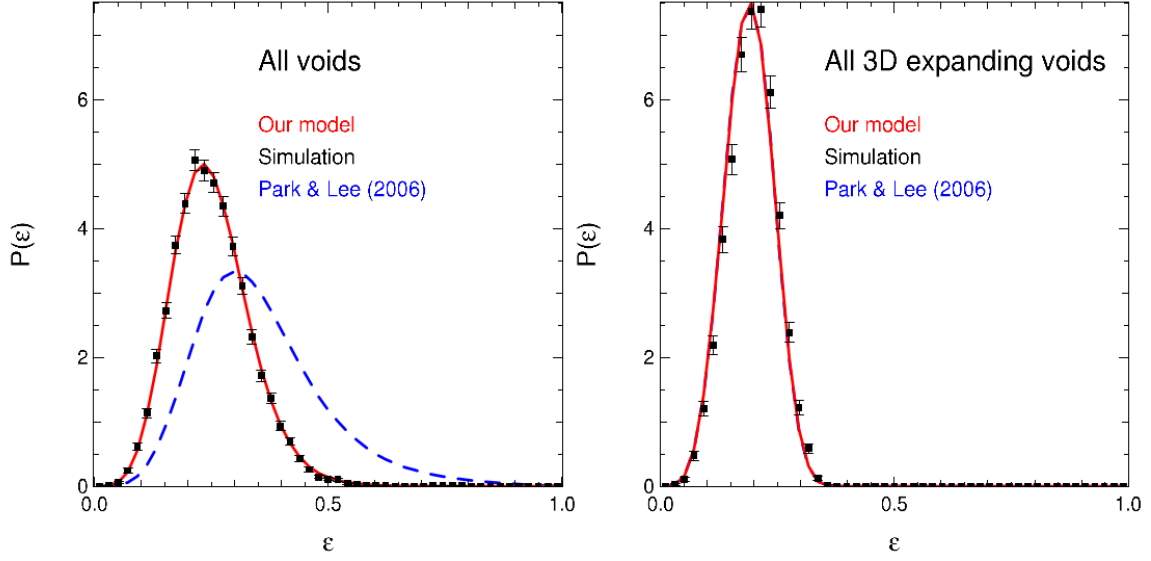 All voids
Our model
Simulation
Park & Lee (2006)
P(ε)
6
4
2
0
0.0
0.5
1.0
ε
All 3D expanding voids
Our model
Simulation
Park & Lee (2006)
P(ε)
6
4
2
0
0.0
0.5
1.0
ε